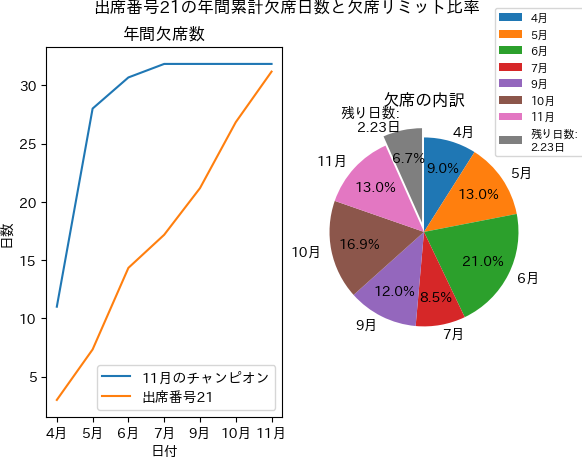 出席番号21の年間累計欠席日数と欠席リミット比率
年間欠席数
30
25
20
15
10
5
日数
4月 5月 6月 7月 9月 10月 11月
日付
11月のチャンピオン
出席番号21
欠席の内訳
4月
5月
6月
7月
9月
10月
11月
残り日数:
2.23日
9.0%
13.0%
21.0%
8.5%
12.0%
16.9%
13.0%
6.7%
4月
5月
6月
7月
9月
10月
11月
残り日数:
2.23日